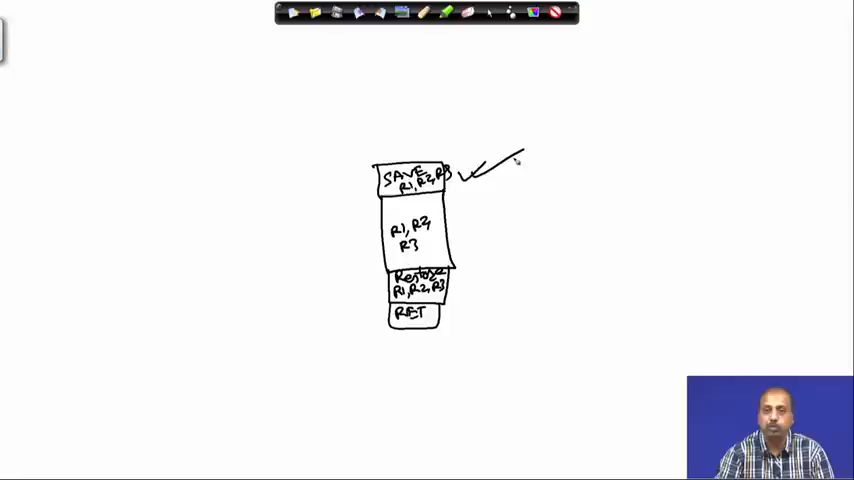 SAVE
R1, R2, R3
R1, R2,
R3
Restore
R1, R2, R3
RET